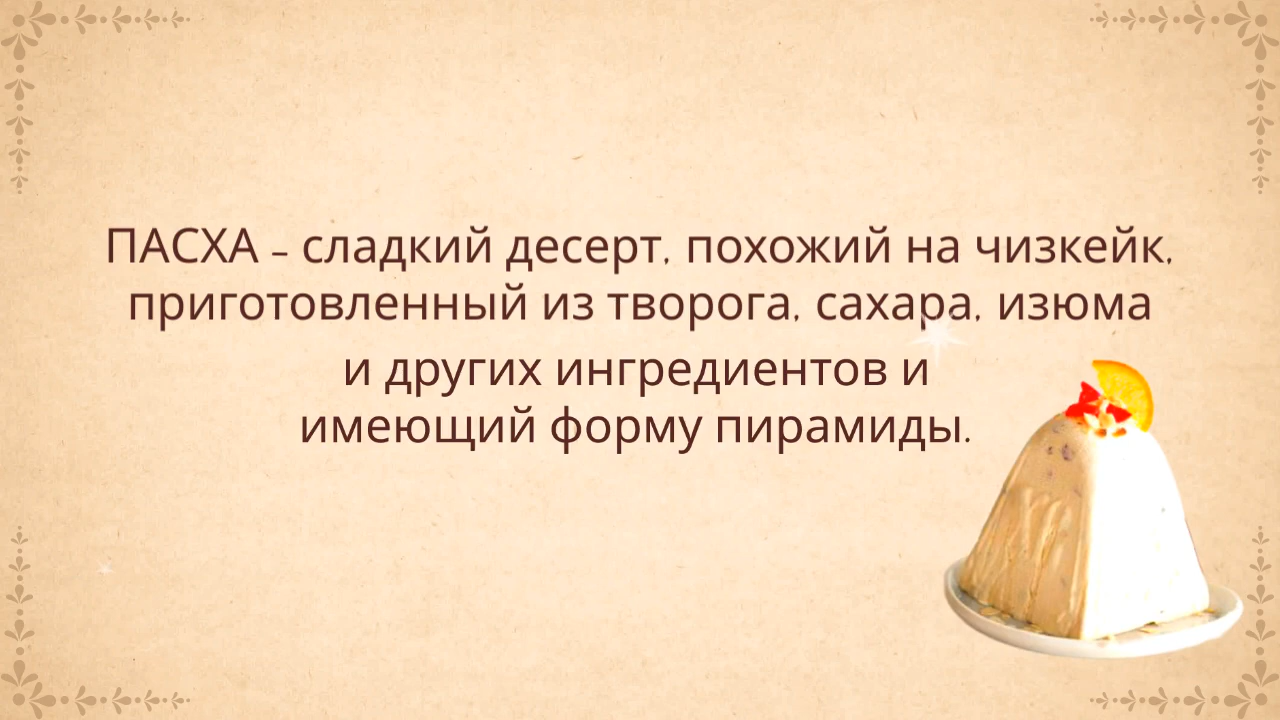 ПАСХА – сладкий десерт, похожий на чизкейк,
приготовленный из творога, сахара, изюма
и других ингредиентов и
имеющий форму пирамиды.